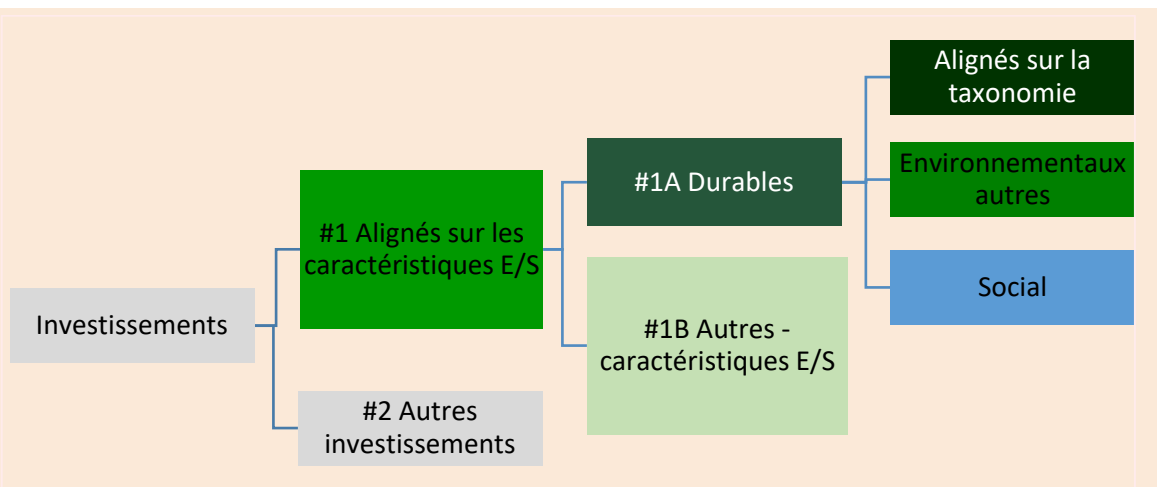 Investissements
#1 Alignés sur les
caractéristiques E/S
#2 Autres
investissements
#1A Durables
#1B Autres -
caractéristiques E/S
Alignés sur la
taxonomie
Environnementaux
autres
Social